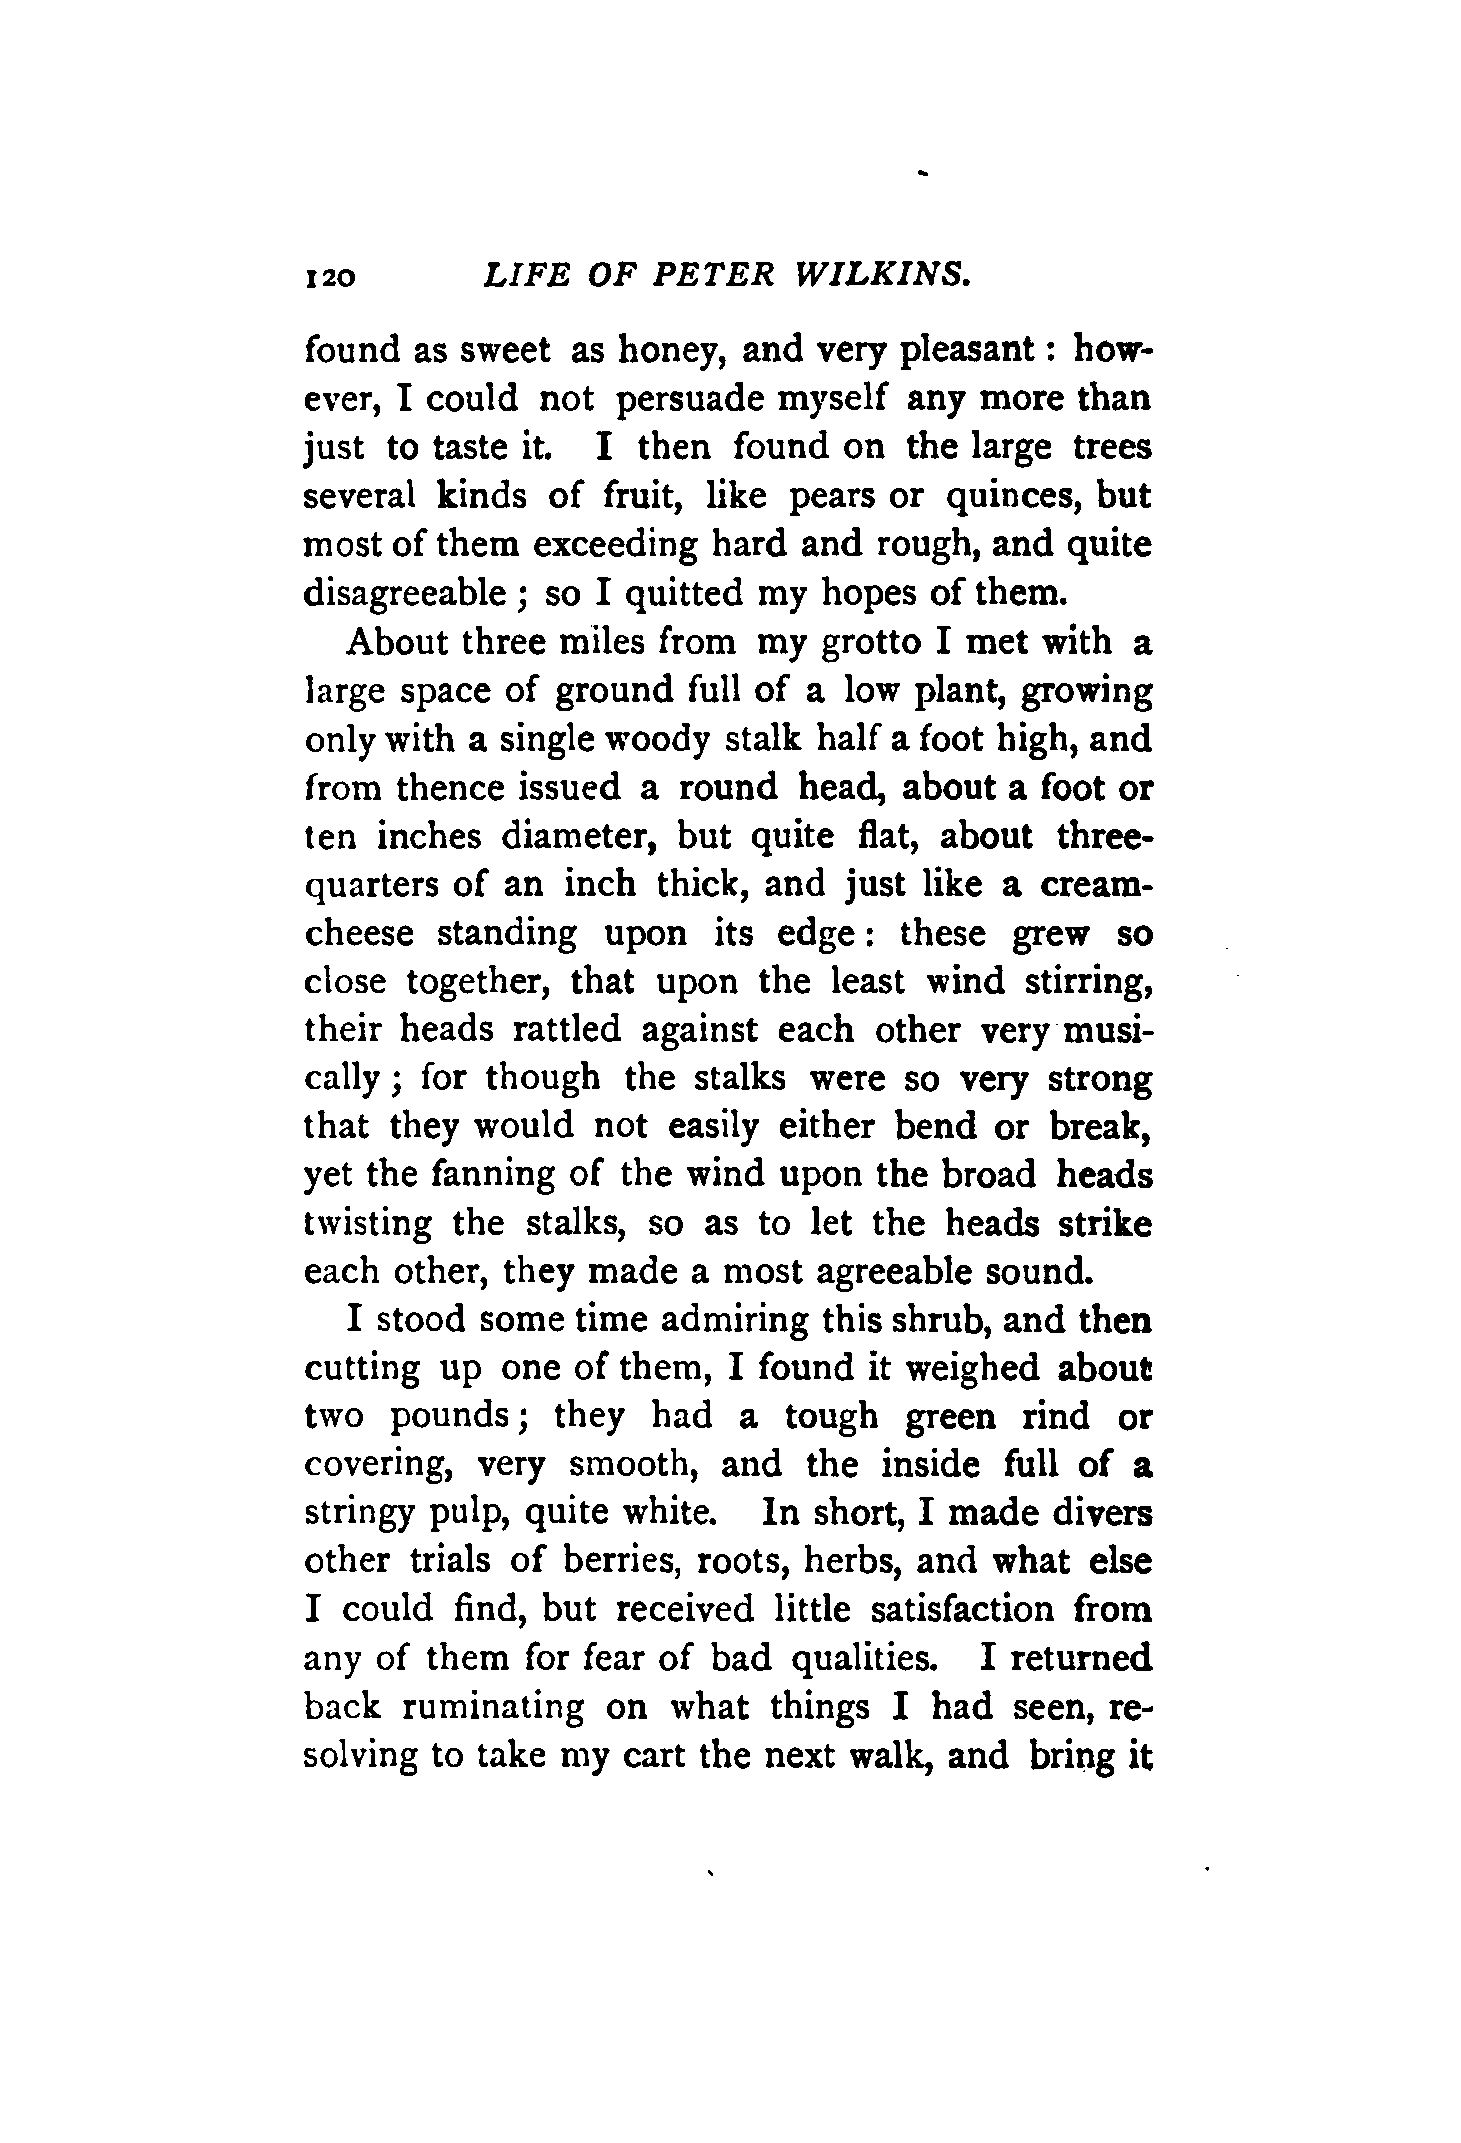 120 LIFE OF PETER WILKINS.
found as sweet as honey, and very pleasant : how-
ever, I could not persuade myself any more than
just to taste it. I then found on the large trees
several kinds of fruit, like pears or quinces, but
most of them exceeding hard and rough, and quite
disagreeable ; so I quitted my hopes of them.
About three miles from my grotto I met with a
large space of ground full of a low plant, growing
only with a single woody stalk half a foot high, and
from thence issued a round head, about a foot or
ten inches diameter, but quite flat, about three-
quarters of an inch thick, and just like a cream-
cheese standing upon its edge : these grew so
close together, that upon the least wind stirring,
their heads rattled against each other very musi-
cally ; for though the stalks were so very strong
that they would not easily either bend or break,
yet the fanning of the wind upon the broad heads
twisting the stalks, so as to let the heads strike
each other, they made a most agreeable sound.
I stood some time admiring this shrub, and then
cutting up one of them, I found it weighed about
two pounds ; they had a tough green rind or
covering, very smooth, and the inside full of a
stringy pulp, quite white. In short, I made divers
other trials of berries, roots, herbs, and what else
I could find, but received little satisfaction from
any of them for fear of bad qualities. I returned
back ruminating on what things I had seen, re-
solving to take my cart the next walk, and bring it